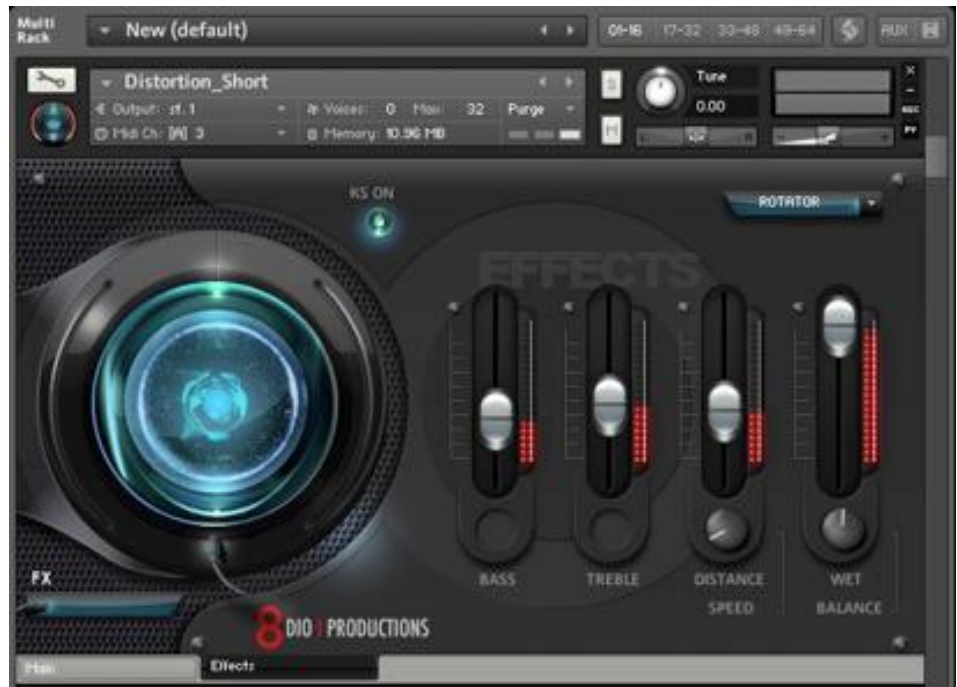 Multi Rack
New (default)
01-16 17-32 33-48 49-64 AUX
Distortion_Short
Output: st. 1 Voices: 0 Max: 32 Purge
Midi Ch: [A] 3 Memory: 10.96 MB
S
M
Tune
0.00
L R
- +
×
-
AUX
PV
KS ON
ROTATOR
EFFECTS
BASS TREBLE DISTANCE WET
SPEED BALANCE
FX
8DIO PRODUCTIONS
Main Effects